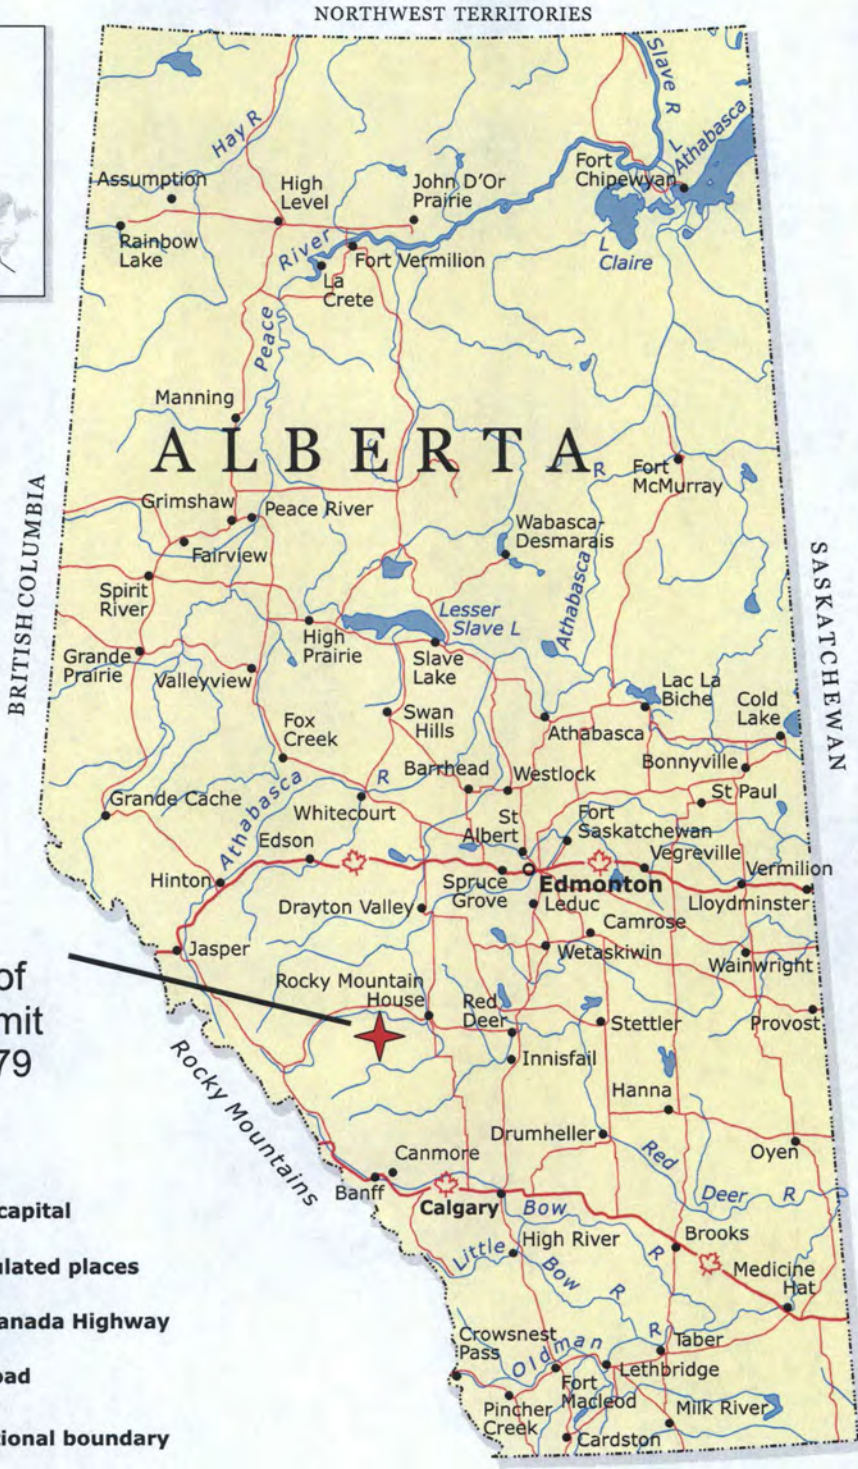 NORTHWEST TERRITORIES
Slave R
L Athabasca
Hay R
Assumption
High
Level
John D'Or
Prairie
Fort
Chipewyan
Rainbow
Lake
River
Fort Vermilion
La
Crete
L
Claire
Peace
Manning
ALBERTA
R
Fort
McMurray
BRITISH COLUMBIA
SASKATCHEWAN
Grimshaw
Peace River
Fairview
Wabasca-
Desmarais
Spirit
River
Athabasca
Lesser
Slave L
High
Prairie
Grande
Prairie
Valleyview
Slave
Lake
Lac La
Biche
Cold
Lake
Fox
Creek
Swan
Hills
Athabasca
Bonnyville
Barrhead
Westlock
St Paul
Grande Cache
Athabasca
R
Whitecourt
St
Albert
Fort
Saskatchewan
Edson
Vegreville
Vermilion
Hinton
Spruce
Grove
Edmonton
Lloydminster
Drayton Valley
Leduc
Camrose
Jasper
Wetaskiwin
Wainwright
of
mit
79
Rocky Mountain
House
Red
Deer
Stettler
Provost
Rocky Mountains
Innisfail
Hanna
Drumheller
Red
Deer R
Oyen
Canmore
Banff
Calgary
Bow
R
capital
ulated places
anada Highway
oad
tional boundary
High River
Little
Bow
R
Brooks
Medicine
Hat
Crowsnest
Pass
Oldman
R
Taber
Lethbridge
Fort
Macleod
Pincher
Creek
Milk River
Cardston